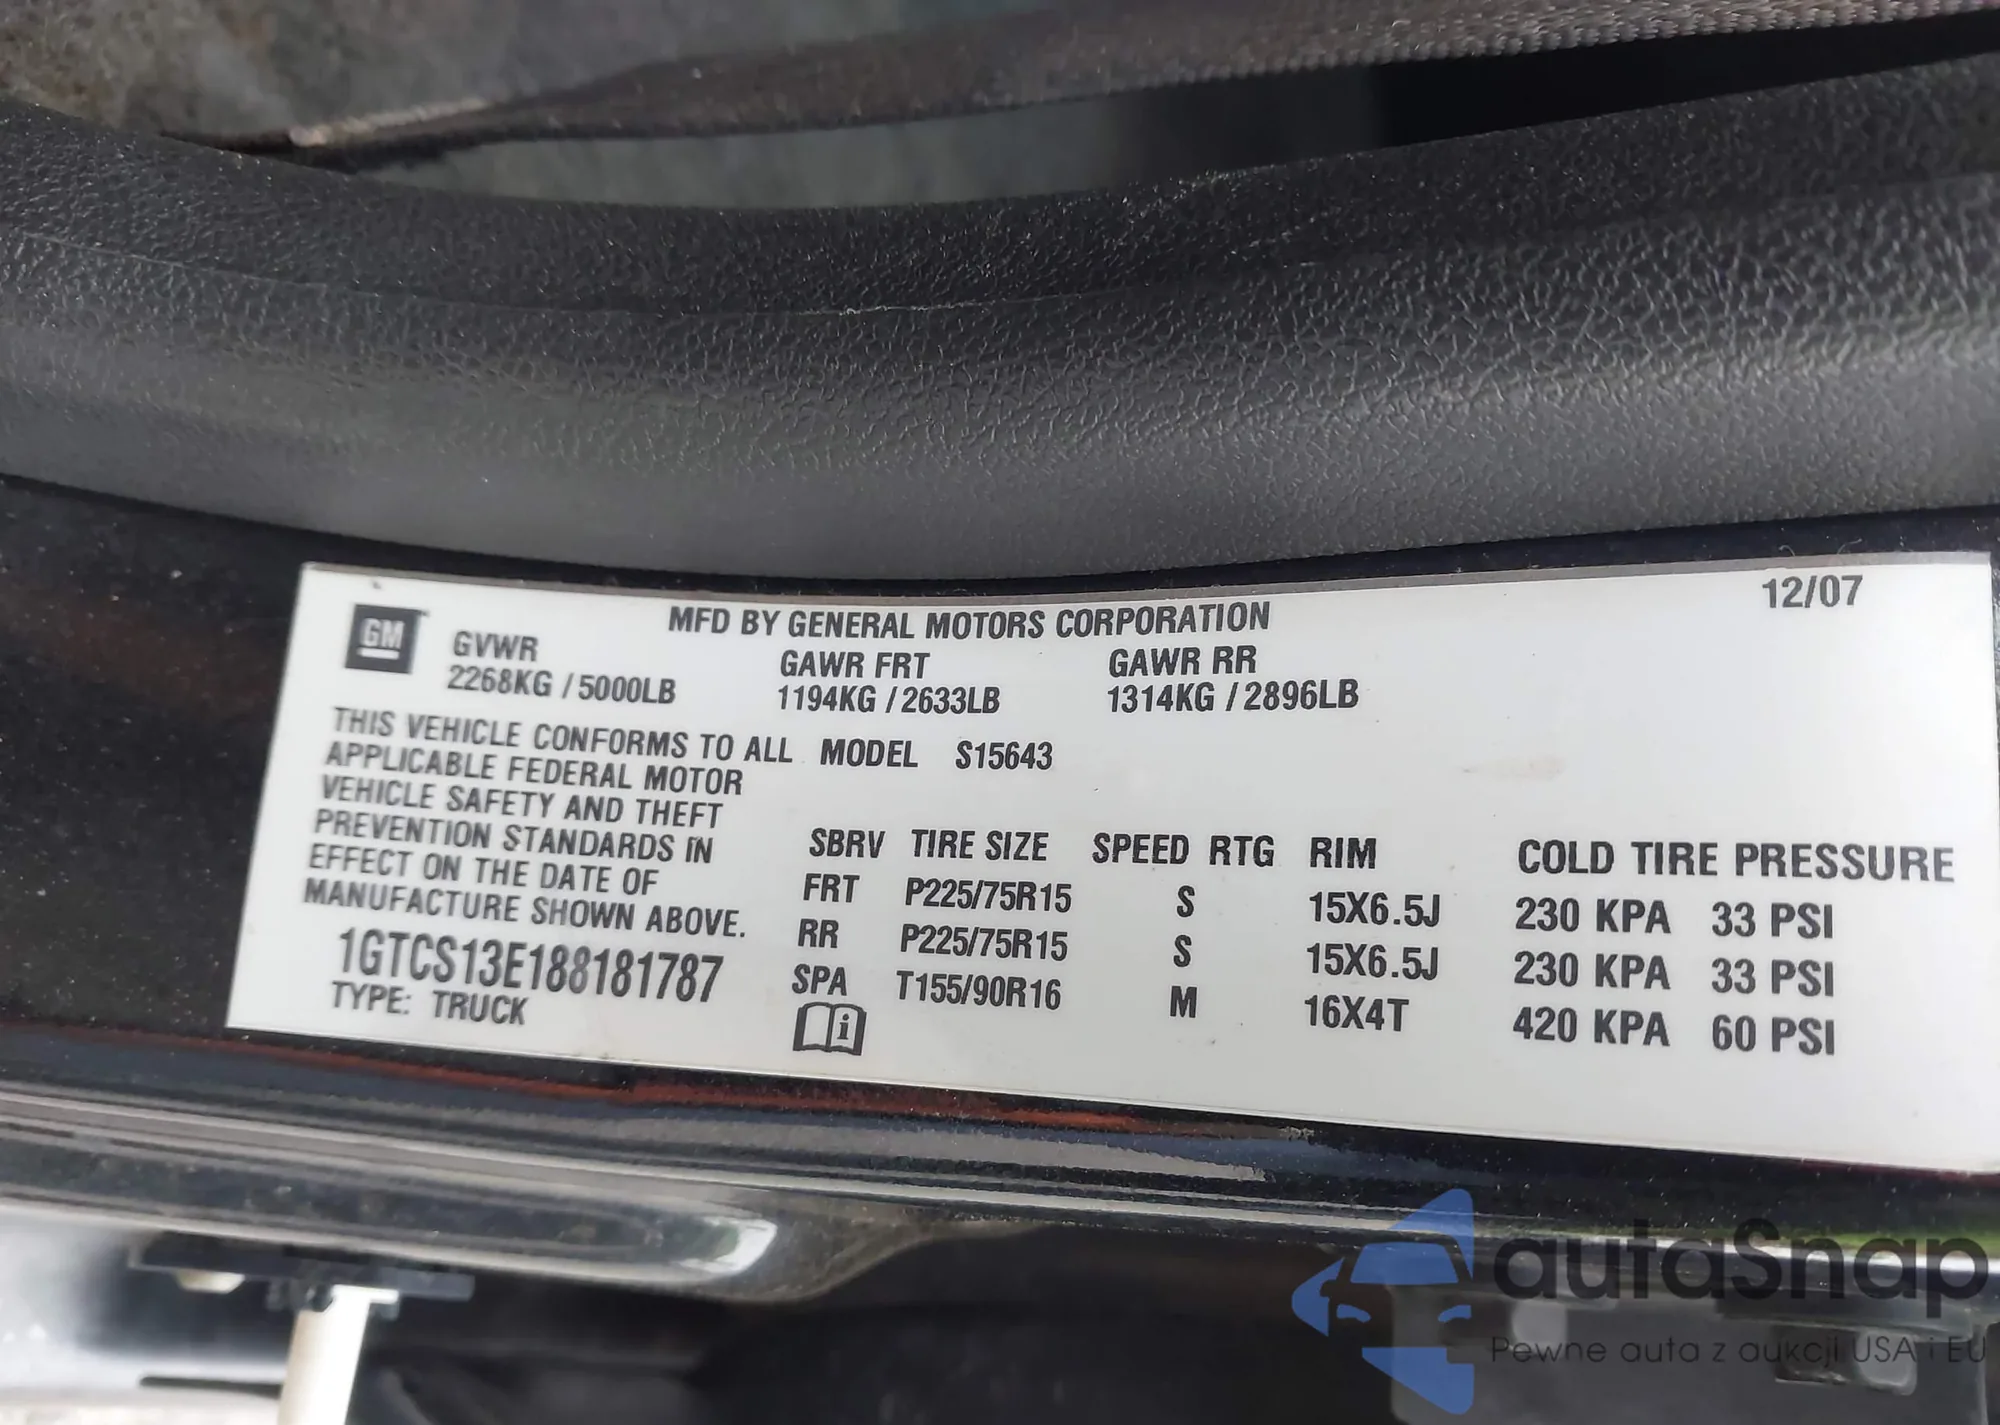 GM
MFD BY GENERAL MOTORS CORPORATION 12/07
GVWR GAWR FRT GAWR RR
2268KG / 5000LB 1194KG / 2633LB 1314KG / 2896LB
THIS VEHICLE CONFORMS TO ALL MODEL S15643
APPLICABLE FEDERAL MOTOR
VEHICLE SAFETY AND THEFT
PREVENTION STANDARDS IN
EFFECT ON THE DATE OF
MANUFACTURE SHOWN ABOVE.
1GTCS13E188181787
TYPE: TRUCK
SBRV TIRE SIZE SPEED RTG RIM COLD TIRE PRESSURE
FRT P225/75R15 S 15X6.5J 230 KPA 33 PSI
RR P225/75R15 S 15X6.5J 230 KPA 33 PSI
SPA T155/90R16 M 16X4T 420 KPA 60 PSI
i
autaSnap
Pewne auta z aukcji USA i EU